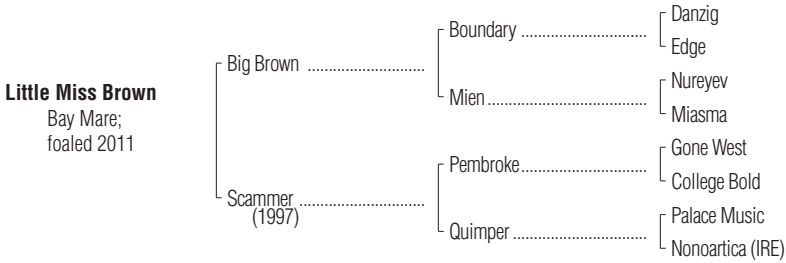 Little Miss Brown
Bay Mare;
foaled 2011
Big Brown ............................
Scammer ..............................
(1997)
Boundary ..............................
Mien ......................................
Pembroke ..............................
Quimper ................................
Danzig
Edge
Nureyev
Miasma
Gone West
College Bold
Palace Music
Nonoartica (IRE)